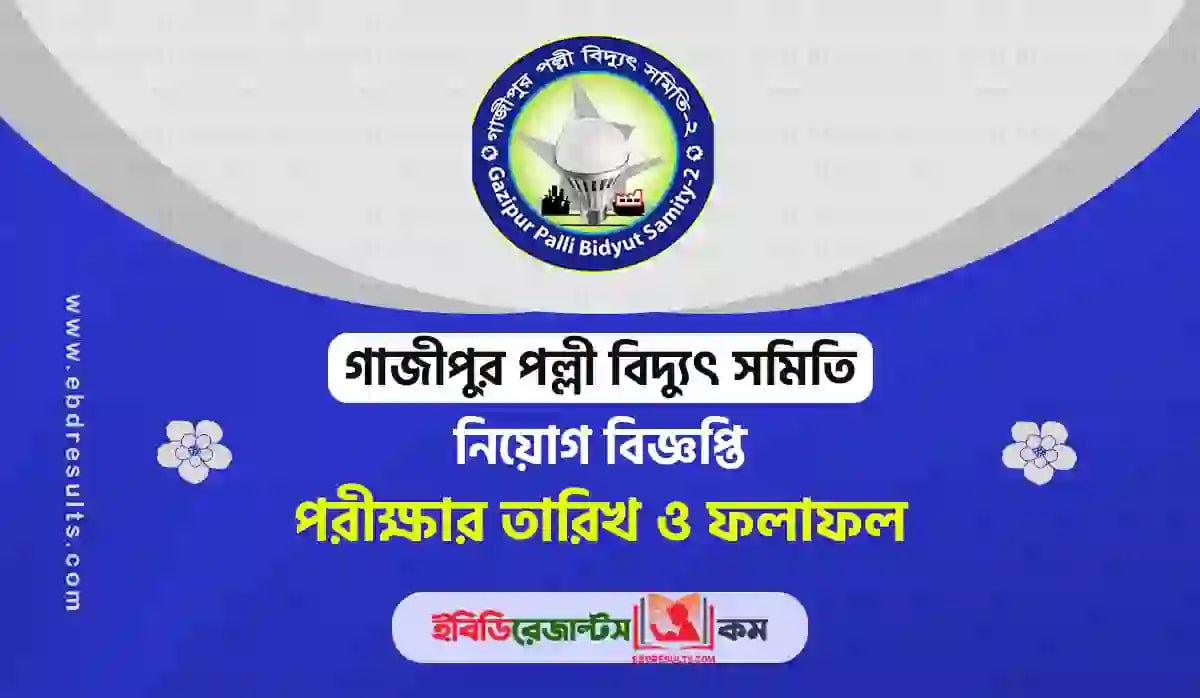 গাজীপুর পল্লী বিদ্যুৎ সমিতি-২
Gazipur Palli Bidyut Samity-2
www.ebdresults.com
গাজীপুর পল্লী বিদ্যুৎ সমিতি
নিয়োগ বিজ্ঞপ্তি
পরীক্ষার তারিখ ও ফলাফল
ইবিডিরেজাল্টস কম
EBDRESULTS.COM